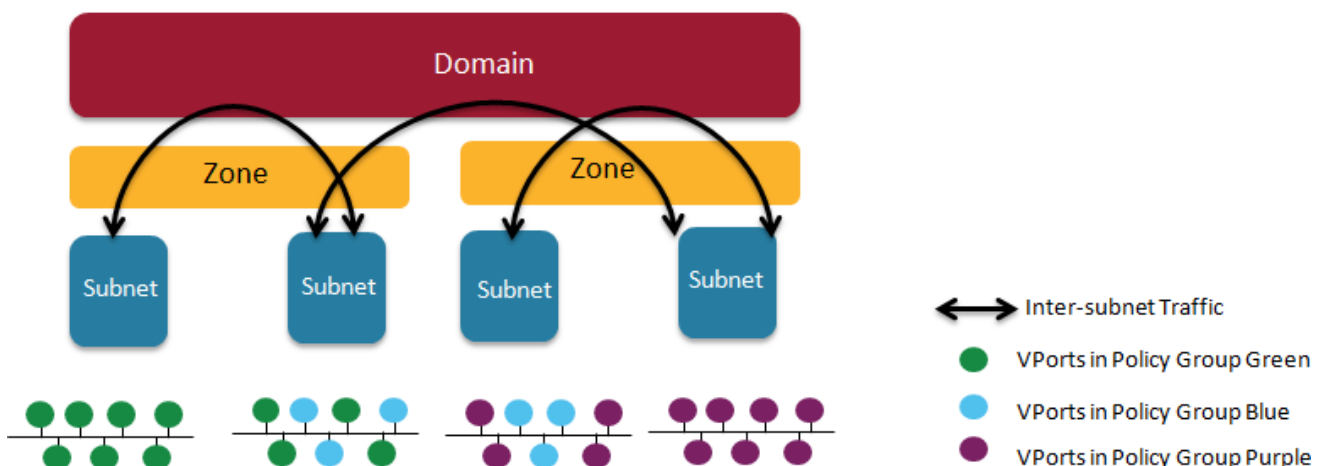 Domain
Zone
Zone
Subnet
Subnet
Subnet
Subnet
Inter-subnet Traffic
VPorts in Policy Group Green
VPorts in Policy Group Blue
VPorts in Policy Group Purple